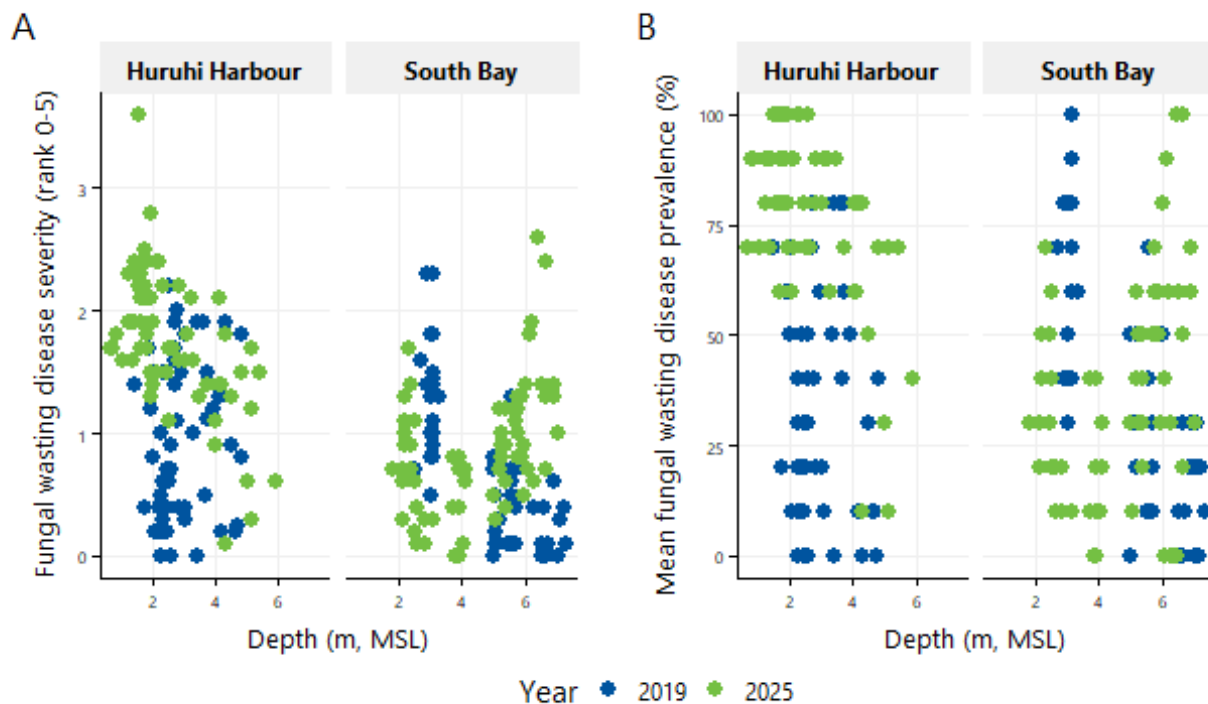 A
B
Huruhi Harbour
South Bay
Huruhi Harbour
South Bay
Fungal wasting disease severity (rank 0-5)
3
2
1
0
2 4 6
2 4 6
Depth (m, MSL)
Mean fungal wasting disease prevalence (%)
100
75
50
25
0
2 4 6
2 4 6
Depth (m, MSL)
Year 2019 2025